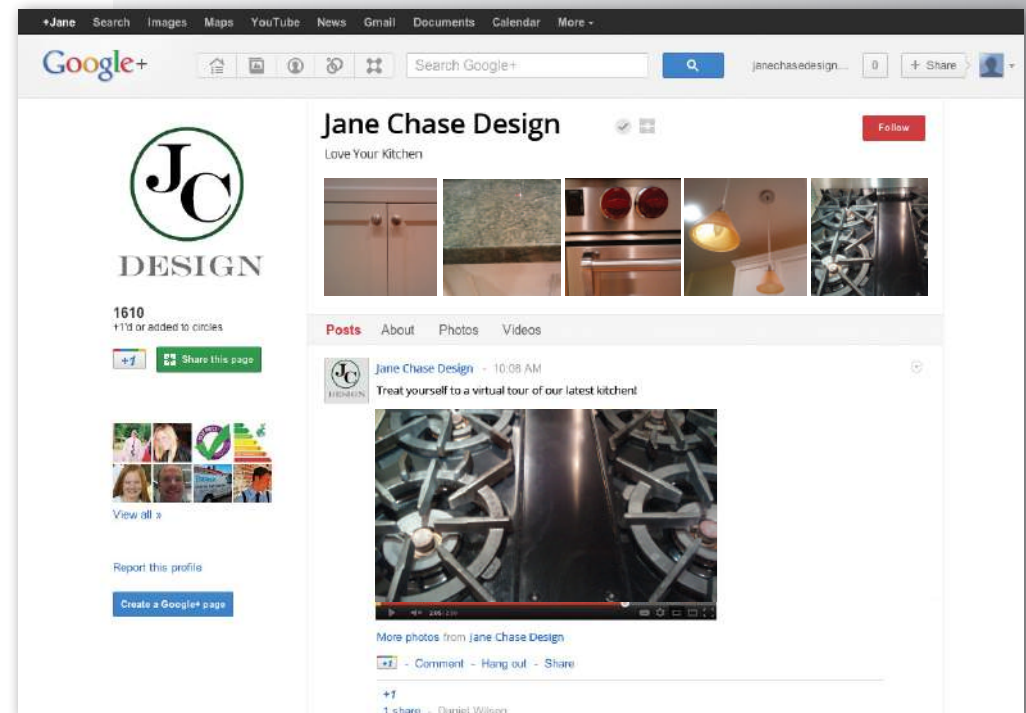 +Jane Search Images Maps YouTube News Gmail Documents Calendar More
Google+
Search Google+
janechasedesign...
0
+ Share
JC
DESIGN
1610
+1'd or added to circles
+1
Share this page
View all »
Report this profile
Create a Google+ page
Jane Chase Design
Follow
Love Your Kitchen
Posts About Photos Videos
JC
DESIGN
Jane Chase Design - 10:08 AM
Treat yourself to a virtual tour of our latest kitchen!
More photos from Jane Chase Design
+1 - Comment - Hang out - Share
+1
1 share - Daniel Wilson